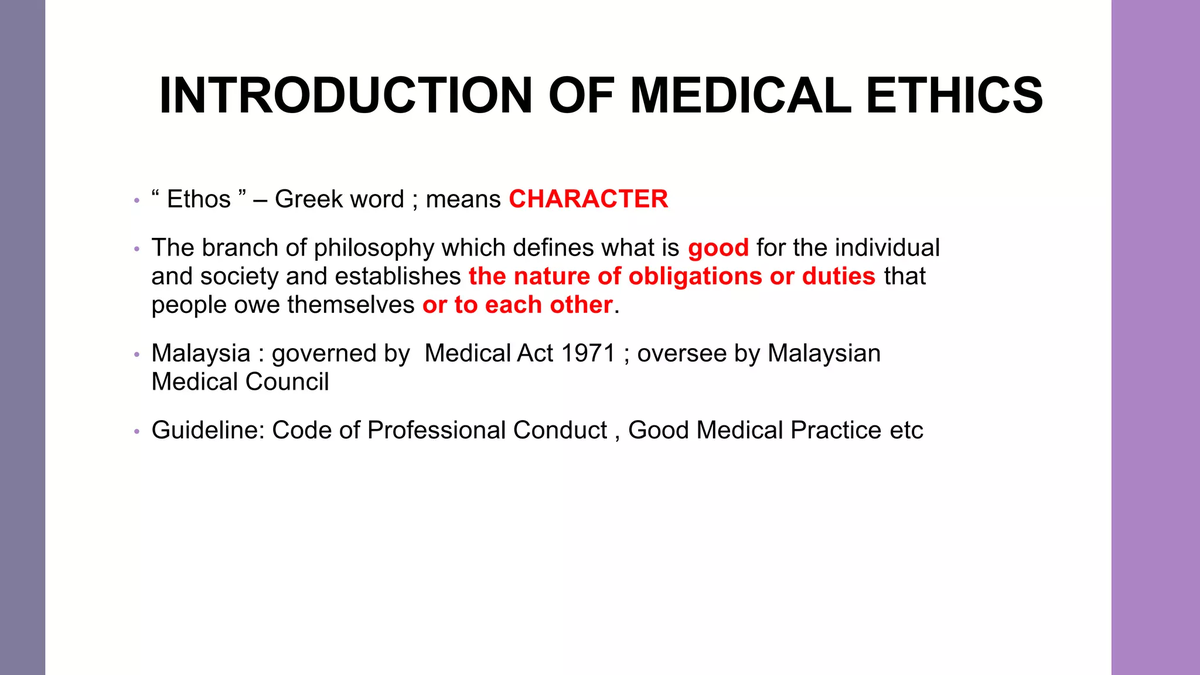 INTRODUCTION OF MEDICAL ETHICS
• “ Ethos ” – Greek word ; means CHARACTER
• The branch of philosophy which defines what is good for the individual
and society and establishes the nature of obligations or duties that
people owe themselves or to each other.
• Malaysia : governed by  Medical Act 1971 ; oversee by Malaysian
Medical Council
• Guideline: Code of Professional Conduct , Good Medical Practice etc